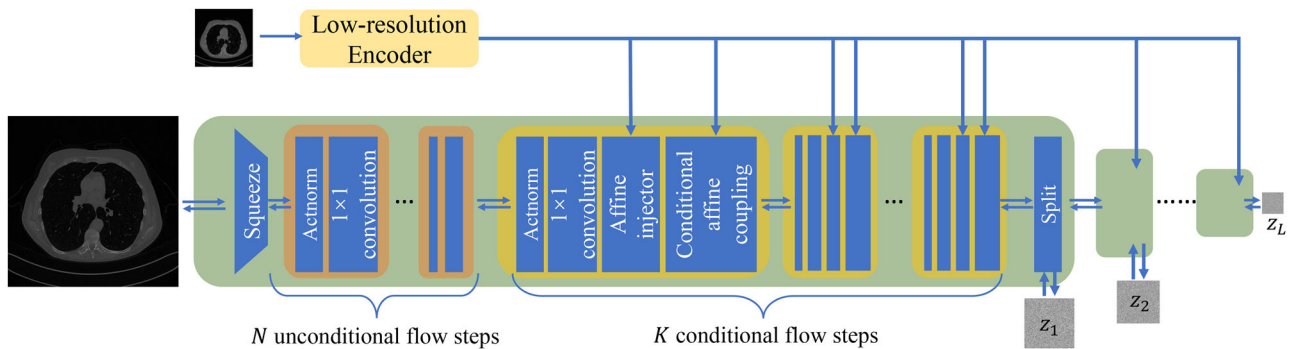 Low-resolution
Encoder
Squeeze
Actnorm
1×1
convolution
...
Actnorm
1×1
convolution
Affine
injector
Conditional
affine
coupling
...
Split
......
z_L
z_1
z_2
N unconditional flow steps
K conditional flow steps